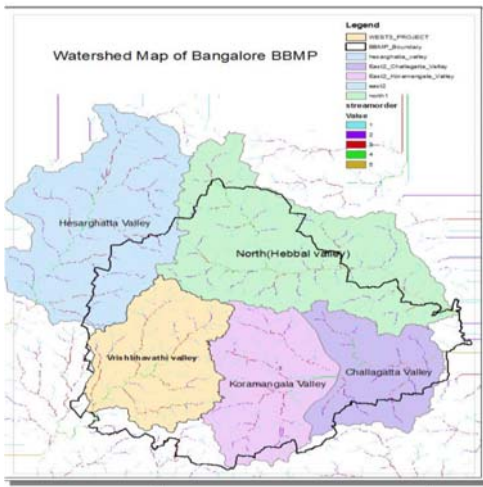 Watershed Map of Bangalore BBMP
Legend
WEST5_PROJECT
BBMP_Boundary
hesarghatta_valley
East2_Challagatta_Valley
East2_Koramangala_Valley
east2
north1
streamorder
Value
1
2
3
4
5
Hesarghatta Valley
North(Hebbal valley)
Vrishbhavathi valley
Koramangala Valley
Challagatta Valley